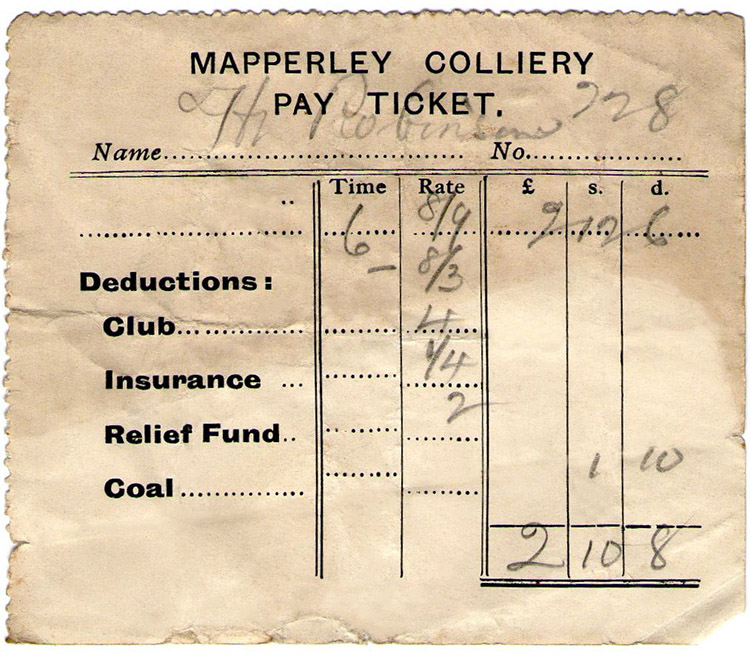 MAPPERLEY COLLIERY
PAY TICKET.
Name.......... No..........
Robinson 728
Time Rate £ s. d.
6 8/9 2 12 6
8/3
Deductions:
Club 4
Insurance 1/4
Relief Fund 2
1 10
Coal
2 10 8